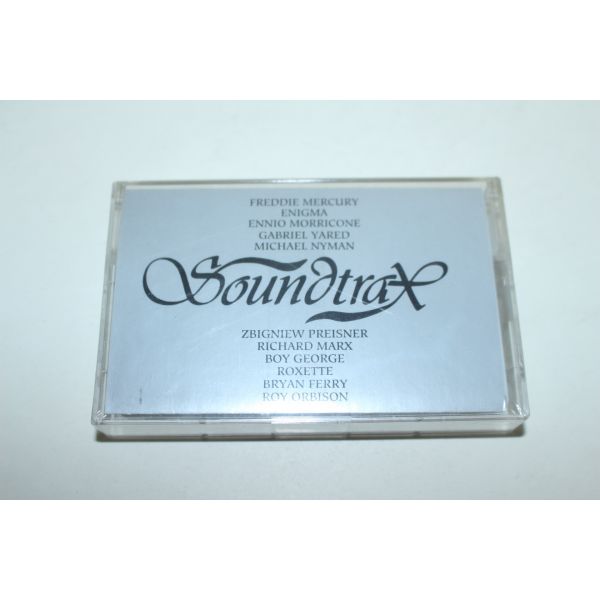 FREDDIE MERCURY
ENIGMA
ENNIO MORRICONE
GABRIEL YARED
MICHAEL NYMAN
SoundtraX
ZBIGNIEW PREISNER
RICHARD MARX
BOY GEORGE
ROXETTE
BRYAN FERRY
ROY ORBISON